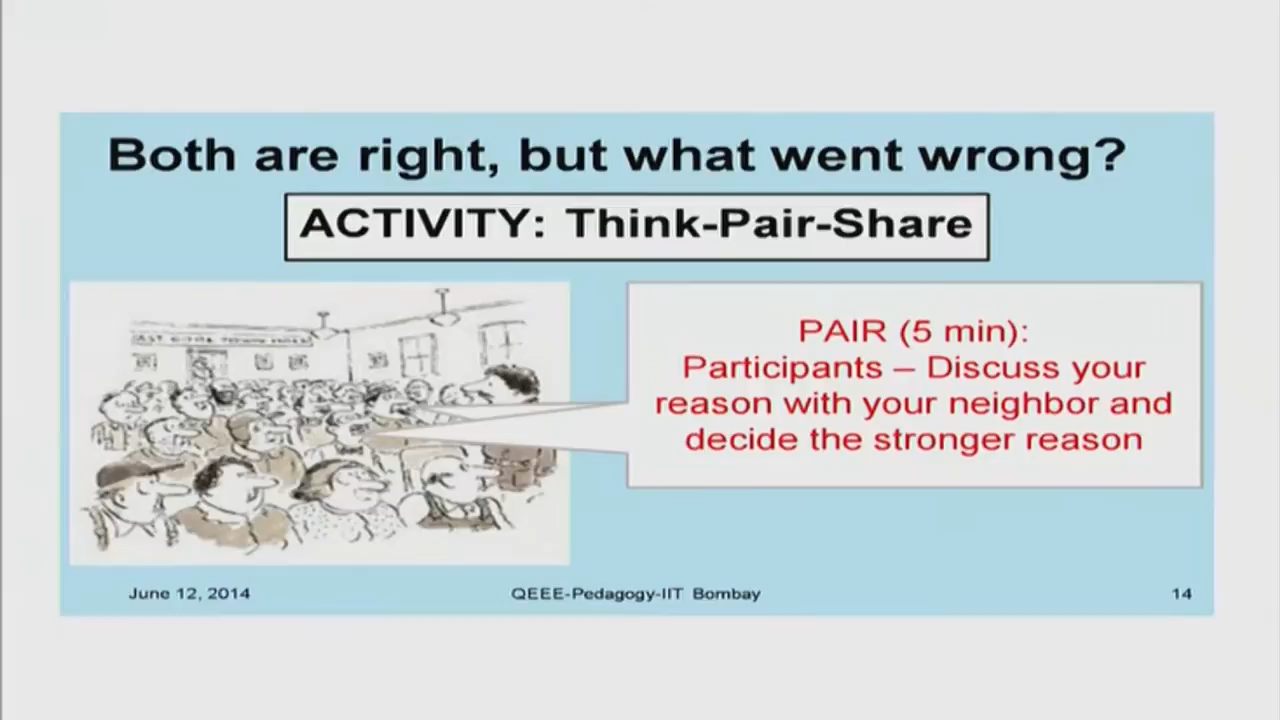 Both are right, but what went wrong?
ACTIVITY: Think-Pair-Share
PAIR (5 min):
Participants – Discuss your
reason with your neighbor and
decide the stronger reason
June 12, 2014
QEEE-Pedagogy-IIT Bombay
14